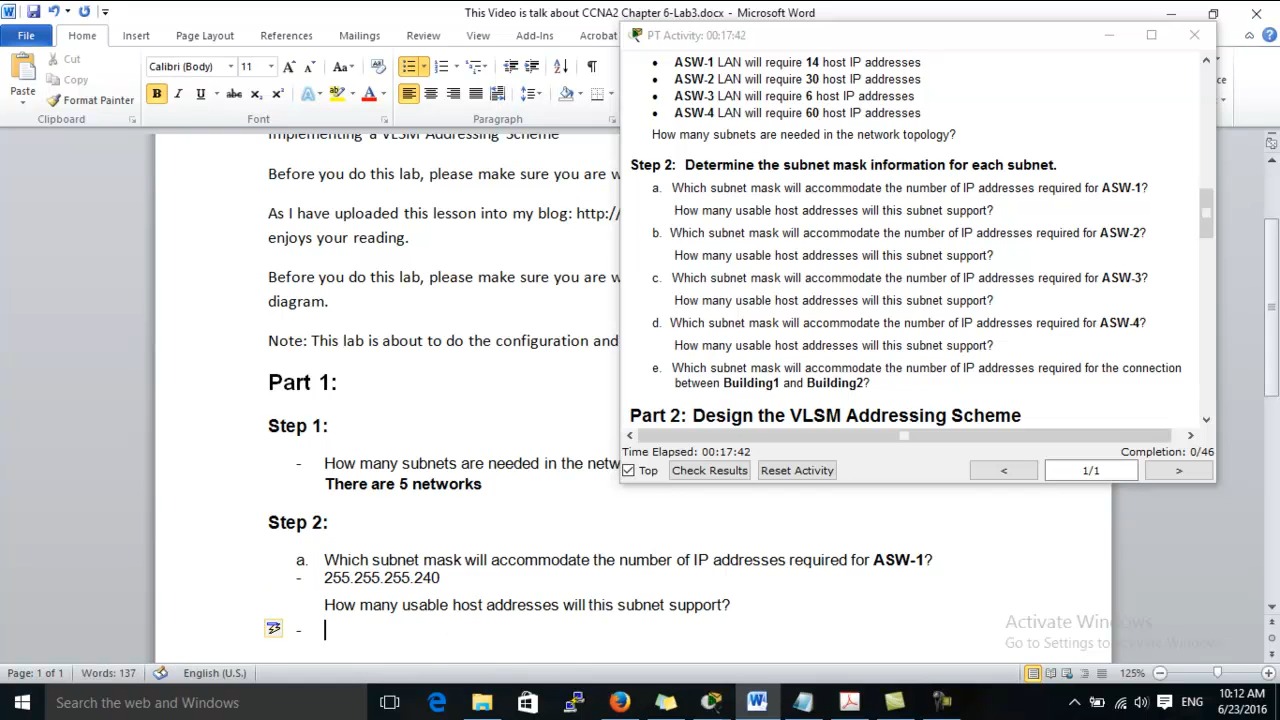 This Video is talk about CCNA2 Chapter 6-Lab3.docx - Microsoft Word
File Home Insert Page Layout References Mailings Review View Add-Ins Acrobat
Cut
Copy
Format Painter
Paste
Calibri (Body) 11
Clipboard Font Paragraph
PT Activity: 00:17:42
• ASW-1 LAN will require 14 host IP addresses
• ASW-2 LAN will require 30 host IP addresses
• ASW-3 LAN will require 6 host IP addresses
• ASW-4 LAN will require 60 host IP addresses
How many subnets are needed in the network topology?
Step 2: Determine the subnet mask information for each subnet.
a. Which subnet mask will accommodate the number of IP addresses required for ASW-1?
How many usable host addresses will this subnet support?
b. Which subnet mask will accommodate the number of IP addresses required for ASW-2?
How many usable host addresses will this subnet support?
c. Which subnet mask will accommodate the number of IP addresses required for ASW-3?
How many usable host addresses will this subnet support?
d. Which subnet mask will accommodate the number of IP addresses required for ASW-4?
How many usable host addresses will this subnet support?
e. Which subnet mask will accommodate the number of IP addresses required for the connection
between Building1 and Building2?
Part 2: Design the VLSM Addressing Scheme
Time Elapsed: 00:17:42 Completion: 0/46
Top Check Results Reset Activity < 1/1 >
Implementing a VLSM Addressing Scheme
Before you do this lab, please make sure you are w
As I have uploaded this lesson into my blog: http://
enjoys your reading.
Before you do this lab, please make sure you are w
diagram.
Note: This lab is about to do the configuration and
Part 1:
Step 1:
- How many subnets are needed in the netw
There are 5 networks
Step 2:
a. Which subnet mask will accommodate the number of IP addresses required for ASW-1?
- 255.255.255.240
How many usable host addresses will this subnet support?
-
Activate Windows
Go to Settings to activate Windows.
Page: 1 of 1 Words: 137 English (U.S.) 125%
Search the web and Windows
ENG
10:12 AM
6/23/2016